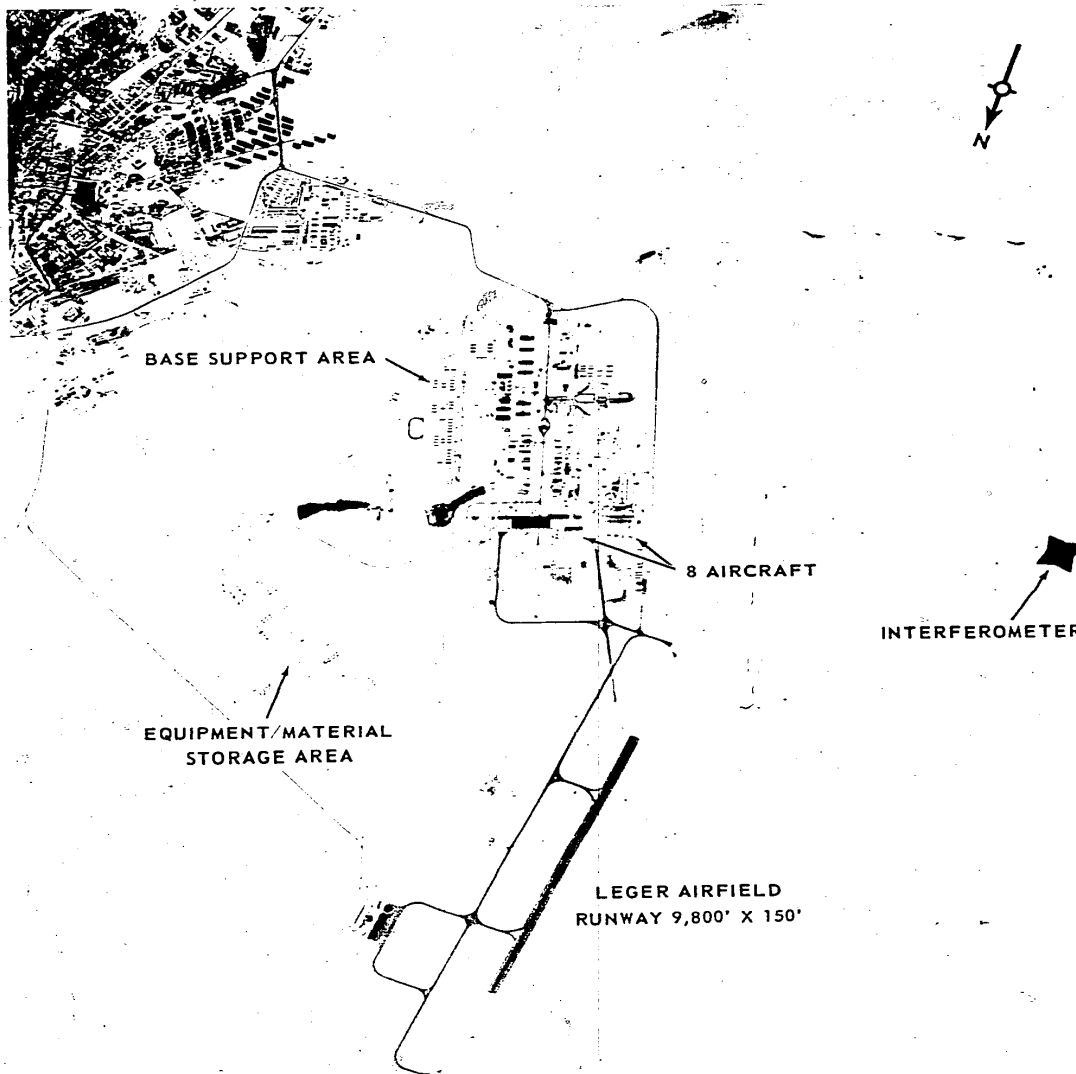 N
BASE SUPPORT AREA
8 AIRCRAFT
INTERFEROMETER
EQUIPMENT/MATERIAL
STORAGE AREA
LEGER AIRFIELD
RUNWAY 9,800' X 150'